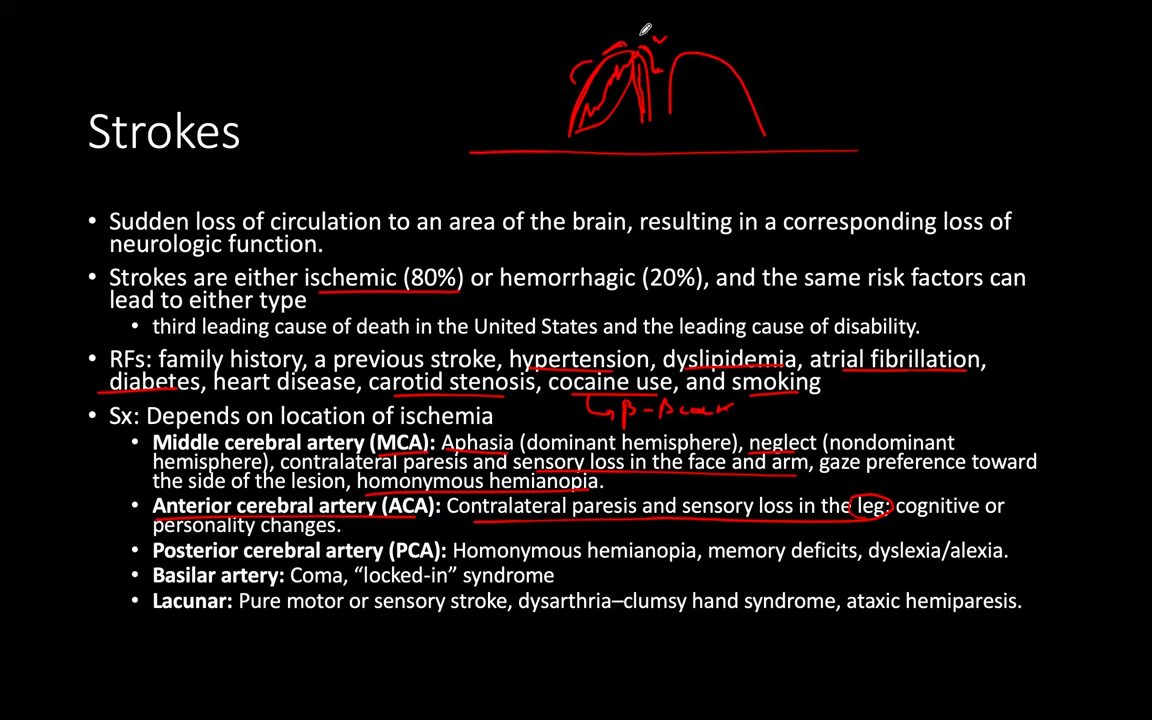 Strokes
• Sudden loss of circulation to an area of the brain, resulting in a corresponding loss of
neurologic function.
• Strokes are either ischemic (80%) or hemorrhagic (20%), and the same risk factors can
lead to either type
• third leading cause of death in the United States and the leading cause of disability.
• RFs: family history, a previous stroke, hypertension, dyslipidemia, atrial fibrillation,
diabetes, heart disease, carotid stenosis, cocaine use, and smoking
• Sx: Depends on location of ischemia
• Middle cerebral artery (MCA): Aphasia (dominant hemisphere), neglect (nondominant
hemisphere), contralateral paresis and sensory loss in the face and arm, gaze preference toward
the side of the lesion, homonymous hemianopia.
• Anterior cerebral artery (ACA): Contralateral paresis and sensory loss in the leg; cognitive or
personality changes.
• Posterior cerebral artery (PCA): Homonymous hemianopia, memory deficits, dyslexia/alexia.
• Basilar artery: Coma, “locked-in” syndrome
• Lacunar: Pure motor or sensory stroke, dysarthria–clumsy hand syndrome, ataxic hemiparesis.